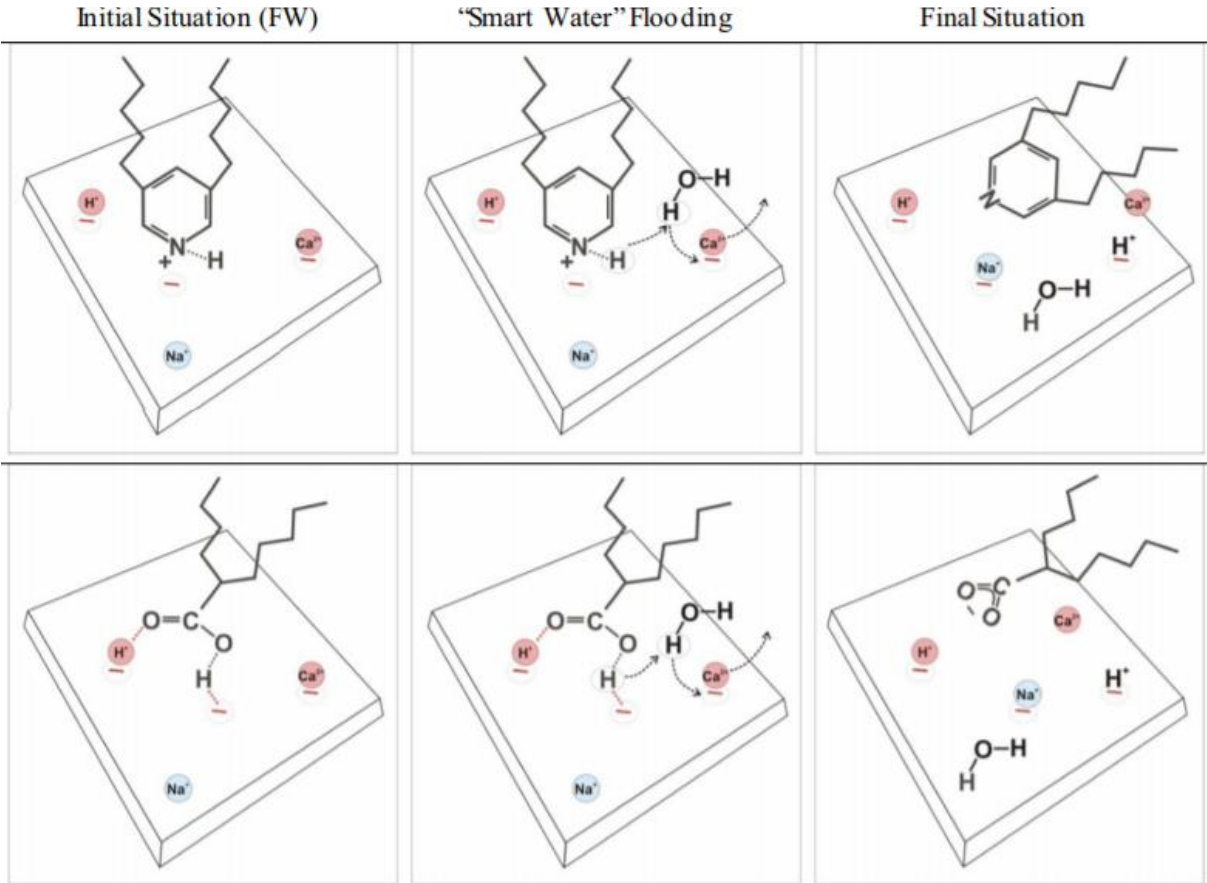 Initial Situation (FW) "Smart Water" Flooding Final Situation
H⁺ N H + Ca²⁺ Na⁺
O–H H H⁺ N H + Ca²⁺ Na⁺
H⁺ N Ca²⁺ H⁺ Na⁺ O–H H
O=C O H⁺ H Ca²⁺ Na⁺
O=C O O–H H H⁺ H Ca²⁺ Na⁺
O C O Ca²⁺ H⁺ H⁺ Na⁺ O–H H